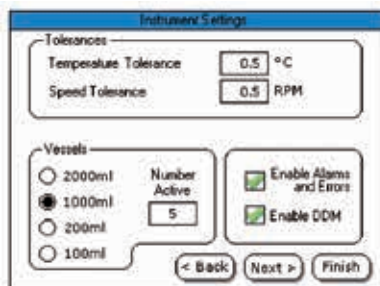 Instrument Settings
Tolerances
Temperature Tolerance 0.5 °C
Speed Tolerance 0.5 RPM
Vessels
2000ml
1000ml
200ml
100ml
Number
Active
5
Enable Alarms
and Errors
Enable DDM
< Back Next > Finish